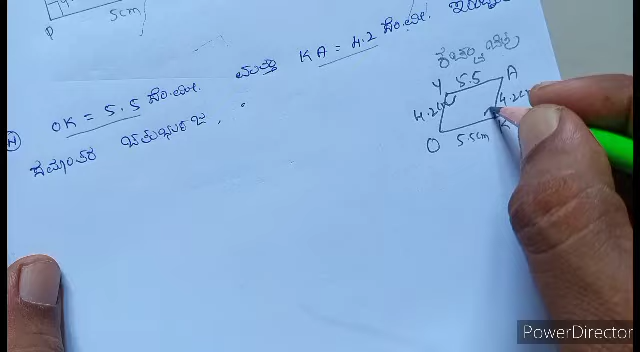 P
5cm
OK = 5.5 ಸೆಂ.ಮೀ. ಮತ್ತು KA = 4.2 ಸೆಂ.ಮೀ.
ಸಮಾಂತರ ಚತುರ್ಭುಜ,
ಕಚ್ಚಾ ಚಿತ್ರ
Y 5.5 A
4.2cm 4.2cm
O 5.5cm K
PowerDirector